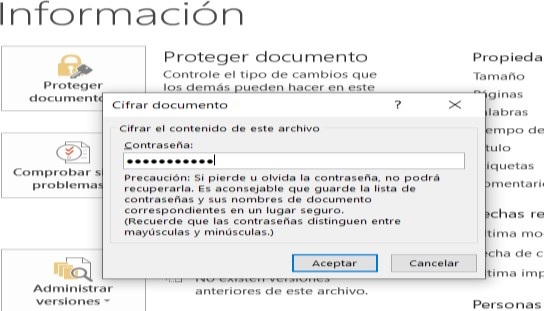 Información
Proteger documento
Controle el tipo de cambios que
los demás pueden hacer en este
Proteger
documento
Comprobar si
problemas
Administrar
versiones
Cifrar documento
?
Cifrar el contenido de este archivo
Contraseña:
•••••••••••
Precaución: Si pierde u olvida la contraseña, no podrá
recuperarla. Es aconsejable que guarde la lista de
contraseñas y sus nombres de documento
correspondientes en un lugar seguro.
(Recuerde que las contraseñas distinguen entre
mayúsculas y minúsculas.)
Aceptar
Cancelar
No existen versiones
anteriores de este archivo.
Propieda
Tamaño
Páginas
alabras
empo de
tulo
iquetas
omentari
echas re
tima mo
cha de c
tima imp
Personas